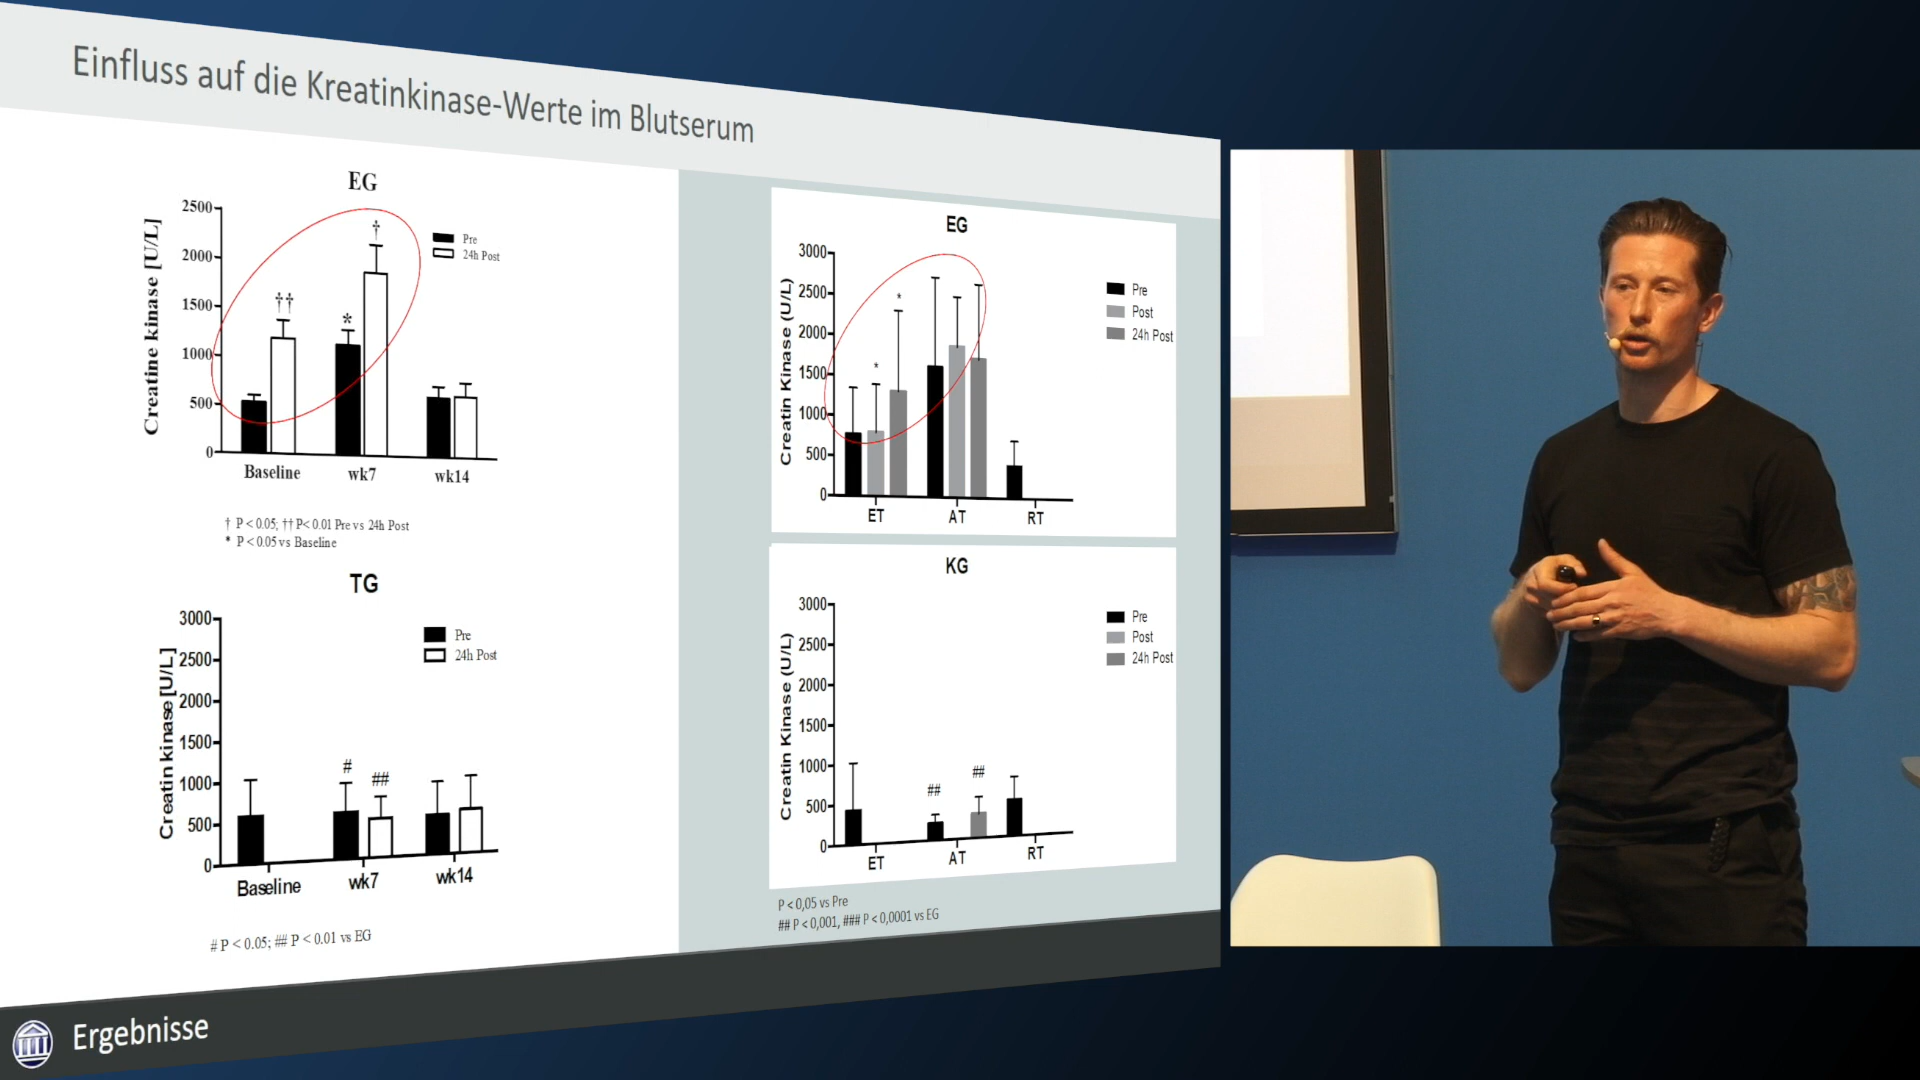 Einfluss auf die Kreatinkinase-Werte im Blutserum
EG
Creatine kinase [U/L]
2500
2000
1500
1000
500
0
††
*
†
Pre
24h Post
Baseline
wk7
wk14
† P < 0.05; †† P< 0.01 Pre vs 24h Post
* P < 0.05 vs Baseline
TG
Creatin kinase [U/L]
3000
2500
2000
1500
1000
500
0
#
##
Pre
24h Post
Baseline
wk7
wk14
# P < 0.05; ## P < 0.01 vs EG
EG
Creatin Kinase (U/L)
3000
2500
2000
1500
1000
500
0
*
*
Pre
Post
24h Post
ET
AT
RT
KG
Creatin Kinase (U/L)
3000
2500
2000
1500
1000
500
0
##
##
Pre
Post
24h Post
ET
AT
RT
P < 0,05 vs Pre
## P < 0,001, ### P < 0,0001 vs EG
Ergebnisse